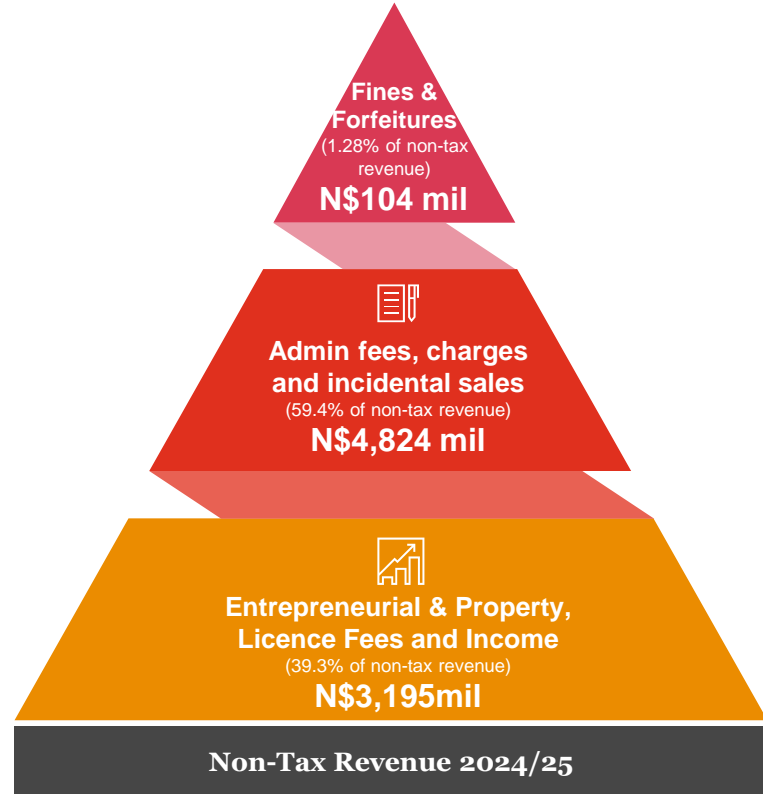 Fines &
Forfeitures
(1.28% of non-tax
revenue)
N$104 mil
Admin fees, charges
and incidental sales
(59.4% of non-tax revenue)
N$4,824 mil
Entrepreneurial & Property,
Licence Fees and Income
(39.3% of non-tax revenue)
N$3,195mil
Non-Tax Revenue 2024/25